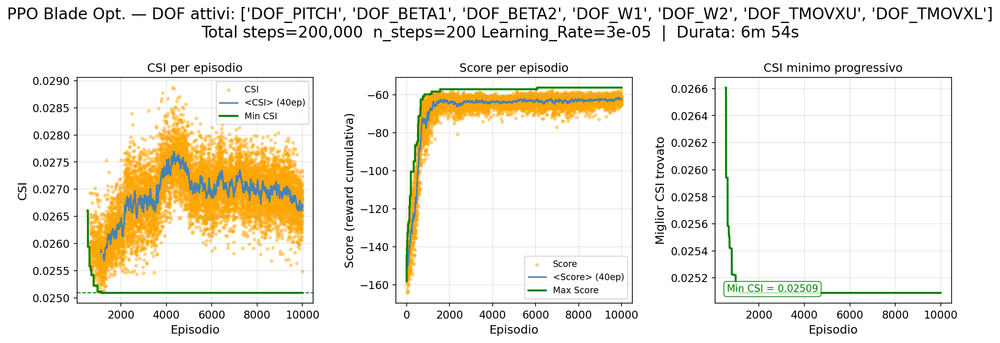 PPO Blade Opt. — DOF attivi: ['DOF_PITCH', 'DOF_BETA1', 'DOF_BETA2', 'DOF_W1', 'DOF_W2', 'DOF_TMOVXU', 'DOF_TMOVXL']
Total steps=200,000  n_steps=200 Learning_Rate=3e-05  |  Durata: 6m 54s
CSI per episodio
CSI
0.0290
0.0285
0.0280
0.0275
0.0270
0.0265
0.0260
0.0255
0.0250
CSI
<CSI> (40ep)
Min CSI
2000
4000
6000
8000
10000
Episodio
Score per episodio
Score (reward cumulativa)
−60
−80
−100
−120
−140
−160
Score
<Score> (40ep)
Max Score
0
2000
4000
6000
8000
10000
Episodio
CSI minimo progressivo
Miglior CSI trovato
0.0266
0.0264
0.0262
0.0260
0.0258
0.0256
0.0254
0.0252
Min CSI = 0.02509
2000
4000
6000
8000
10000
Episodio